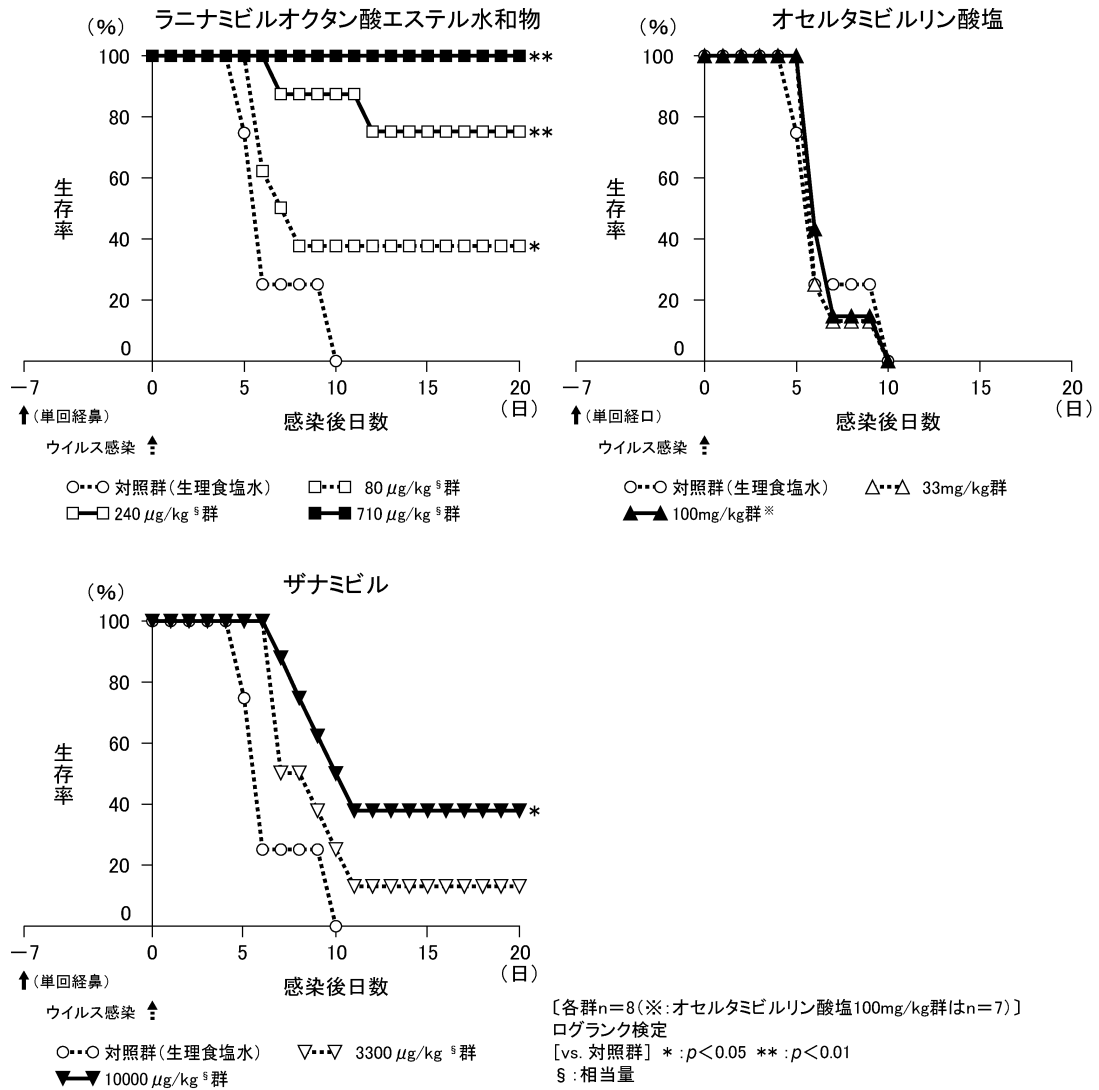 ラニナミビルオクタン酸エステル水和物
(%)
100
80
60
40
20
0
生存率
**
**
*
−7 0 5 10 15 20
(日)
(単回経鼻)
感染後日数
ウイルス感染
対照群(生理食塩水) 80μg/kg§群
240μg/kg§群 710μg/kg§群
オセルタミビルリン酸塩
(%)
100
80
60
40
20
0
生存率
−7 0 5 10 15 20
(日)
(単回経口)
感染後日数
ウイルス感染
対照群(生理食塩水) 33mg/kg群
100mg/kg群※
ザナミビル
(%)
100
80
60
40
20
0
生存率
*
−7 0 5 10 15 20
(日)
(単回経鼻)
感染後日数
ウイルス感染
対照群(生理食塩水) 3300μg/kg§群
10000μg/kg§群
〔各群n=8(※:オセルタミビルリン酸塩100mg/kg群はn=7)〕
ログランク検定
[vs. 対照群] *:p<0.05 **:p<0.01
§:相当量